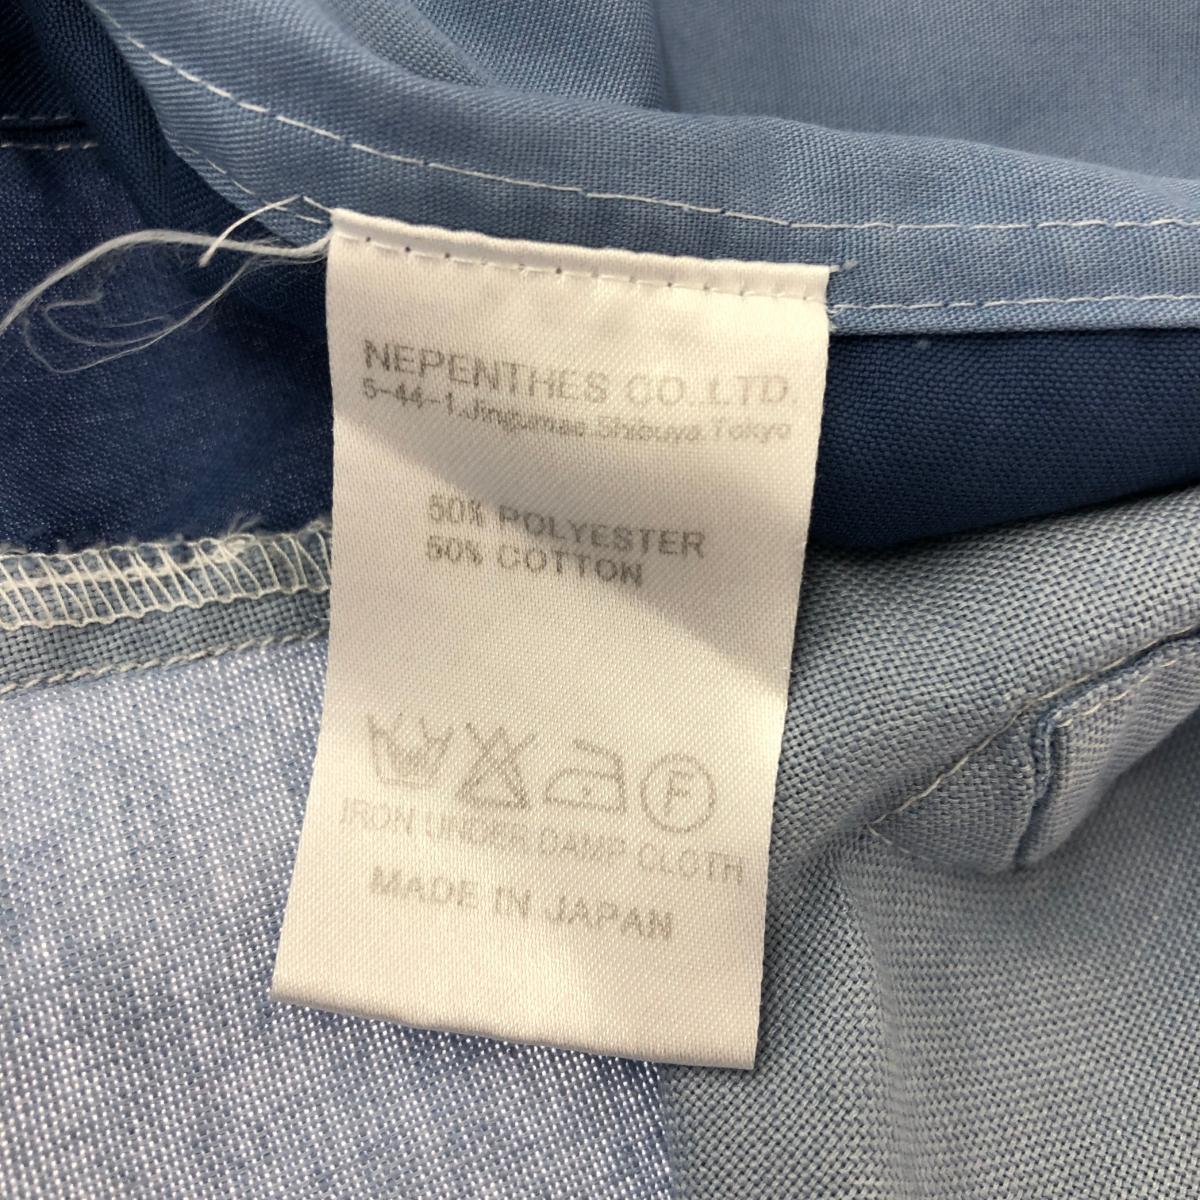 NEPENTHES CO.,LTD.
5-44-1,Jingumae,Shibuya,Tokyo
50% POLYESTER
50% COTTON
F
IRON UNDER DAMP CLOTH
MADE IN JAPAN